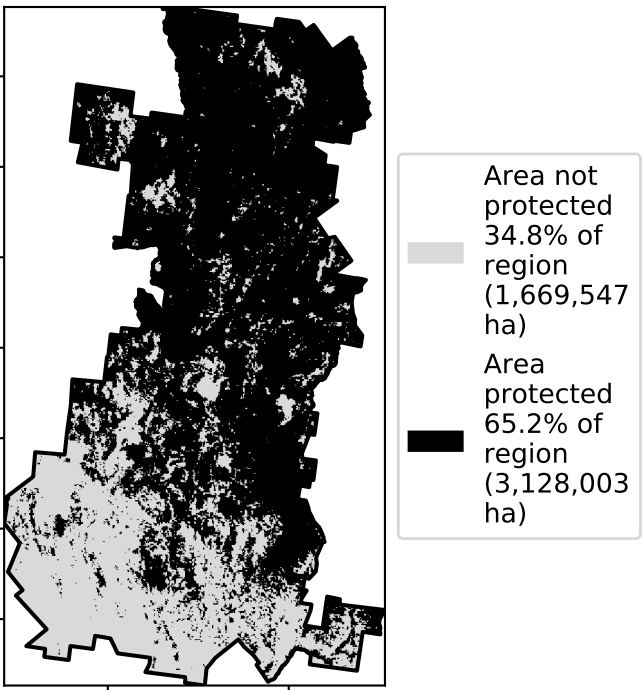 Area not
protected
34.8% of
region
(1,669,547
ha)
Area
protected
65.2% of
region
(3,128,003
ha)